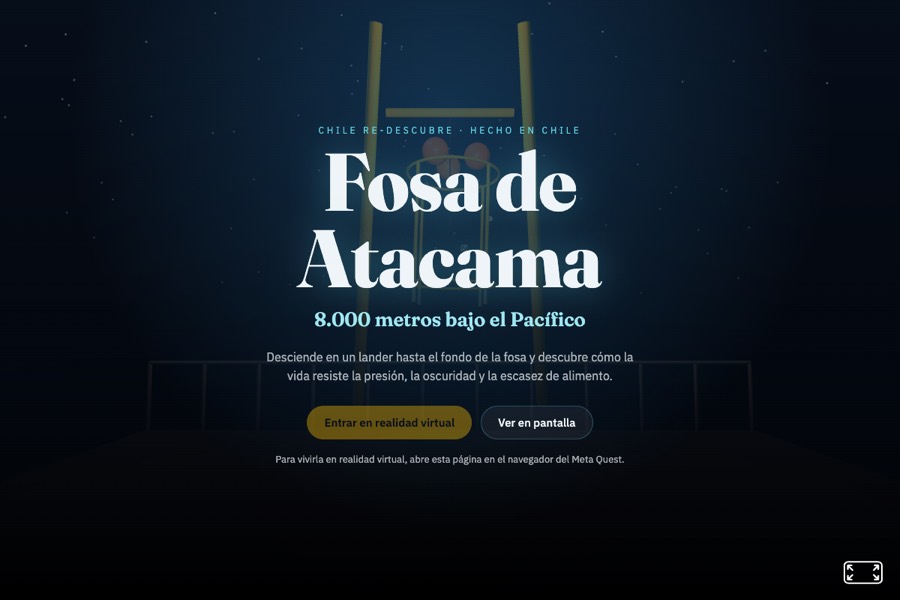 CHILE RE-DESCUBRE · HECHO EN CHILE
Fosa de
Atacama
8.000 metros bajo el Pacífico
Desciende en un lander hasta el fondo de la fosa y descubre cómo la
vida resiste la presión, la oscuridad y la escasez de alimento.
Entrar en realidad virtual
Ver en pantalla
Para vivirla en realidad virtual, abre esta página en el navegador del Meta Quest.